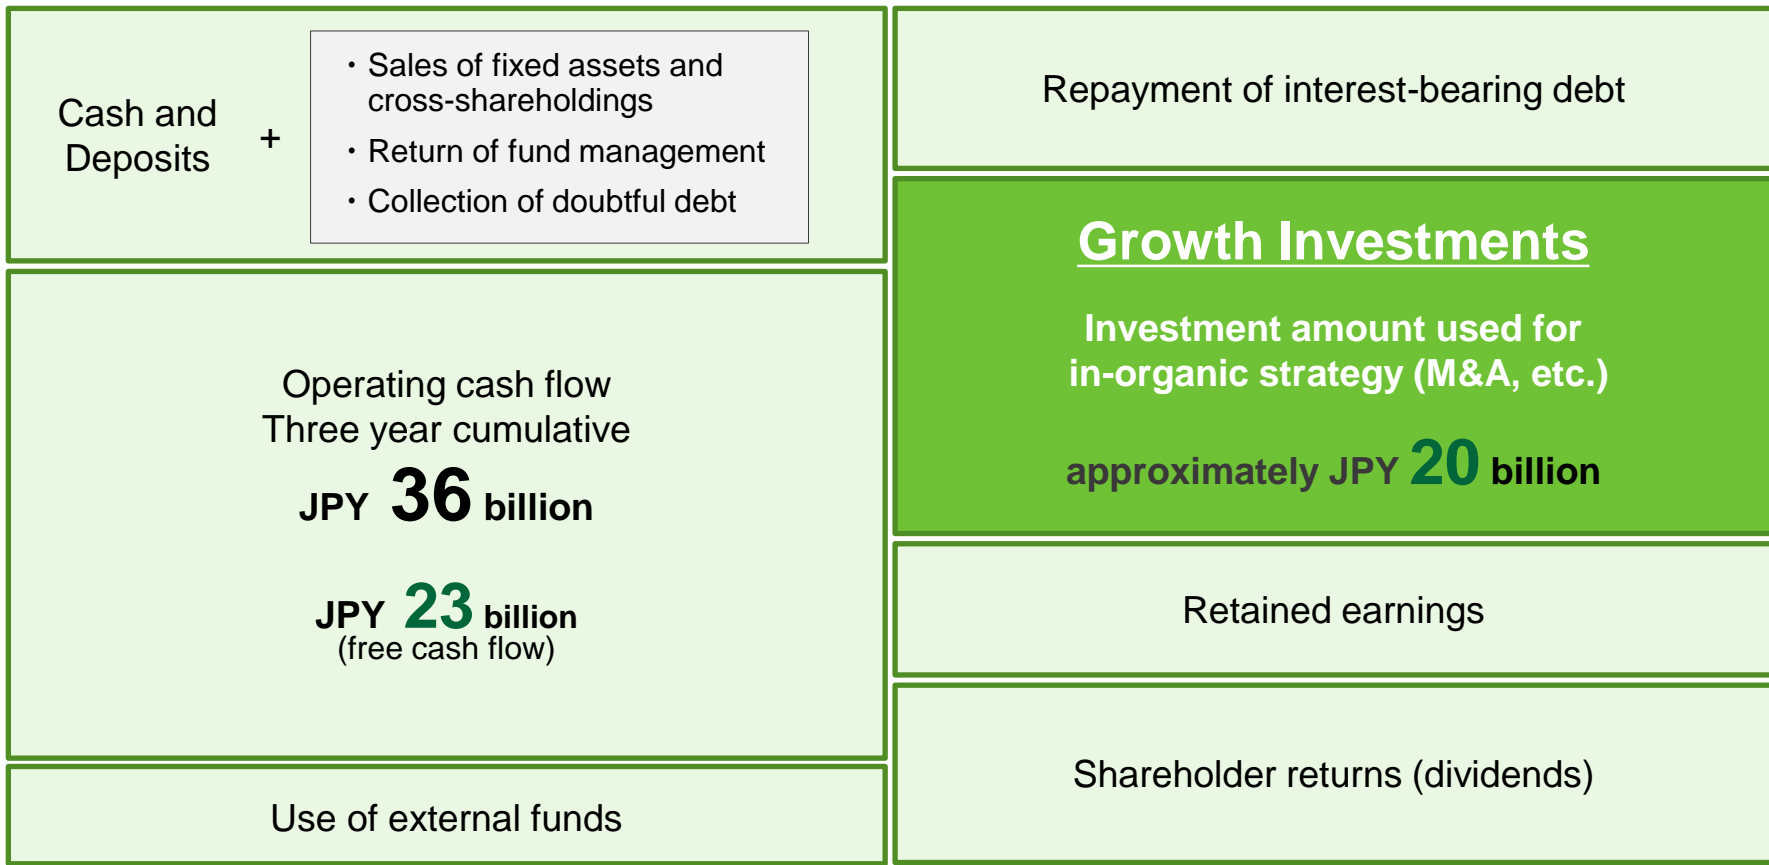 Cash and
Deposits
+
・Sales of fixed assets and
cross-shareholdings
・Return of fund management
・Collection of doubtful debt
Operating cash flow
Three year cumulative
JPY 36 billion
JPY 23 billion
(free cash flow)
Use of external funds
Repayment of interest-bearing debt
Growth Investments
Investment amount used for
in-organic strategy (M&A, etc.)
approximately JPY 20 billion
Retained earnings
Shareholder returns (dividends)